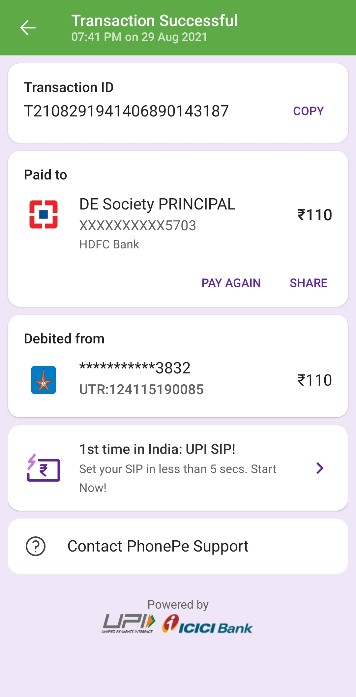 Transaction Successful
07:41 PM on 29 Aug 2021
Transaction ID
T2108291941406890143187
COPY
Paid to
DE Society PRINCIPAL
₹110
XXXXXXXXXX5703
HDFC Bank
PAY AGAIN SHARE
Debited from
***********3832
₹110
UTR:124115190085
1st time in India: UPI SIP!
Set your SIP in less than 5 secs. Start
Now!
Contact PhonePe Support
Powered by
UPI
UNIFIED PAYMENTS INTERFACE
ICICI Bank